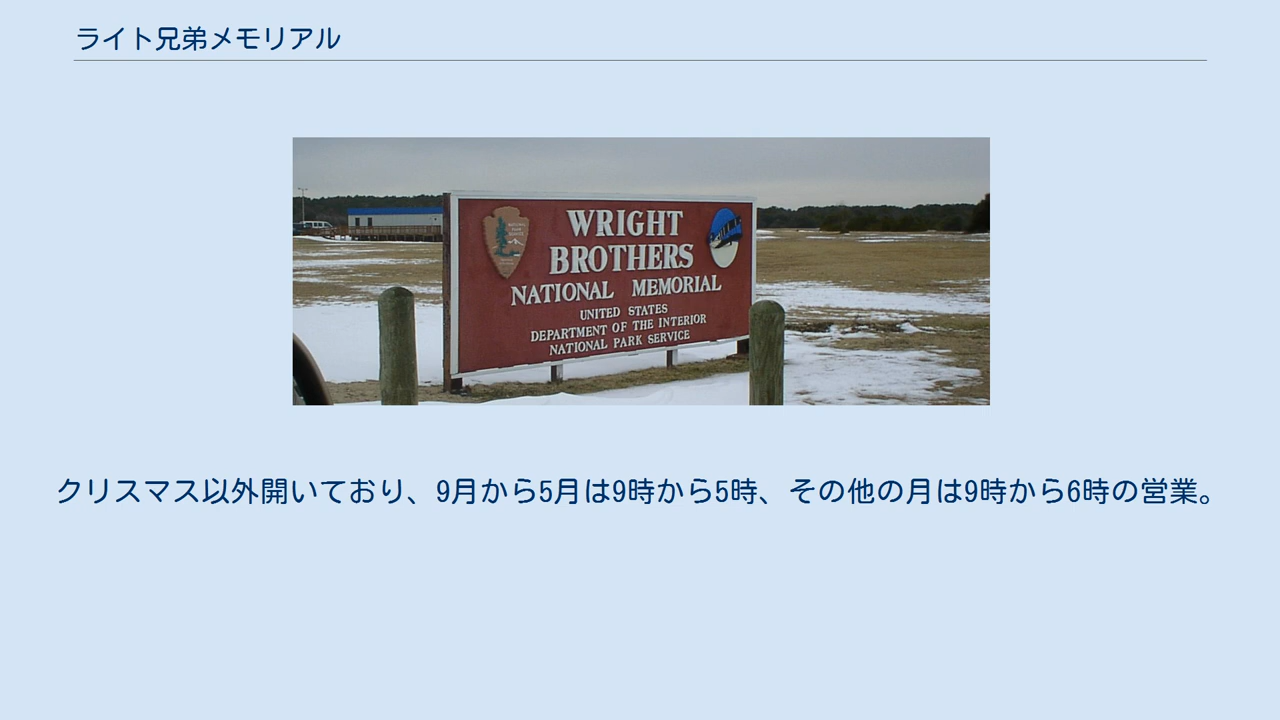 ライト兄弟メモリアル
WRIGHT
BROTHERS
NATIONAL MEMORIAL
UNITED STATES
DEPARTMENT OF THE INTERIOR
NATIONAL PARK SERVICE
クリスマス以外開いており、9月から5月は9時から5時、その他の月は9時から6時の営業。